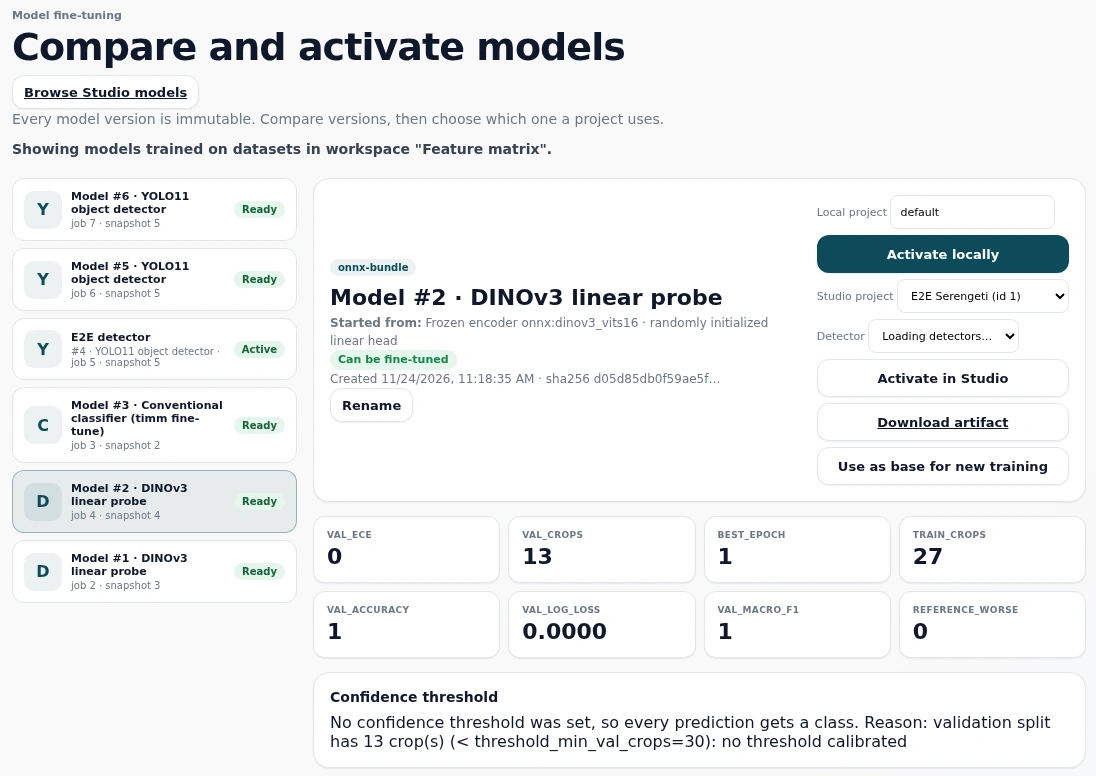 Model fine-tuning
Compare and activate models
Browse Studio models
Every model version is immutable. Compare versions, then choose which one a project uses.
Showing models trained on datasets in workspace "Feature matrix".
Y
Model #6 · YOLO11
object detector
job 7 · snapshot 5
Ready
Y
Model #5 · YOLO11
object detector
job 6 · snapshot 5
Ready
Y
E2E detector
#4 · YOLO11 object detector ·
job 5 · snapshot 5
Active
C
Model #3 · Conventional
classifier (timm fine-
tune)
job 3 · snapshot 2
Ready
D
Model #2 · DINOv3
linear probe
job 4 · snapshot 4
Ready
D
Model #1 · DINOv3
linear probe
job 2 · snapshot 3
Ready
onnx-bundle
Model #2 · DINOv3 linear probe
Started from: Frozen encoder onnx:dinov3_vits16 · randomly initialized
linear head
Can be fine-tuned
Created 11/24/2026, 11:18:35 AM · sha256 d05d85db0f59ae5f…
Rename
Local project default
Activate locally
Studio project E2E Serengeti (id 1)
Detector Loading detectors…
Activate in Studio
Download artifact
Use as base for new training
VAL_ECE
0
VAL_CROPS
13
BEST_EPOCH
1
TRAIN_CROPS
27
VAL_ACCURACY
1
VAL_LOG_LOSS
0.0000
VAL_MACRO_F1
1
REFERENCE_WORSE
0
Confidence threshold
No confidence threshold was set, so every prediction gets a class. Reason: validation split
has 13 crop(s) (< threshold_min_val_crops=30): no threshold calibrated